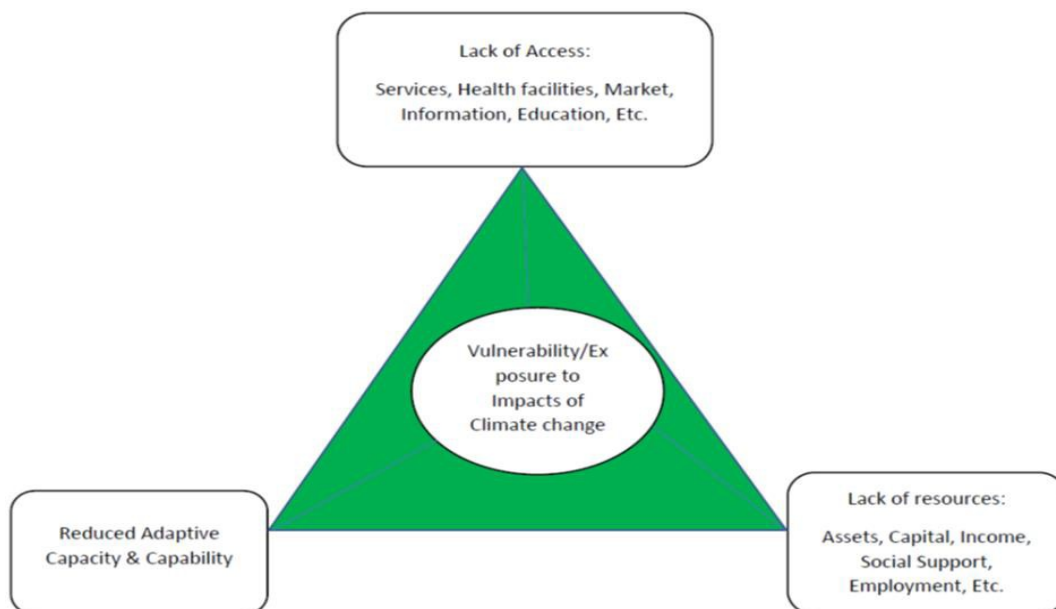 Lack of Access:
Services, Health facilities, Market,
Information, Education, Etc.
Vulnerability/Ex
posure to
Impacts of
Climate change
Reduced Adaptive
Capacity & Capability
Lack of resources:
Assets, Capital, Income,
Social Support,
Employment, Etc.